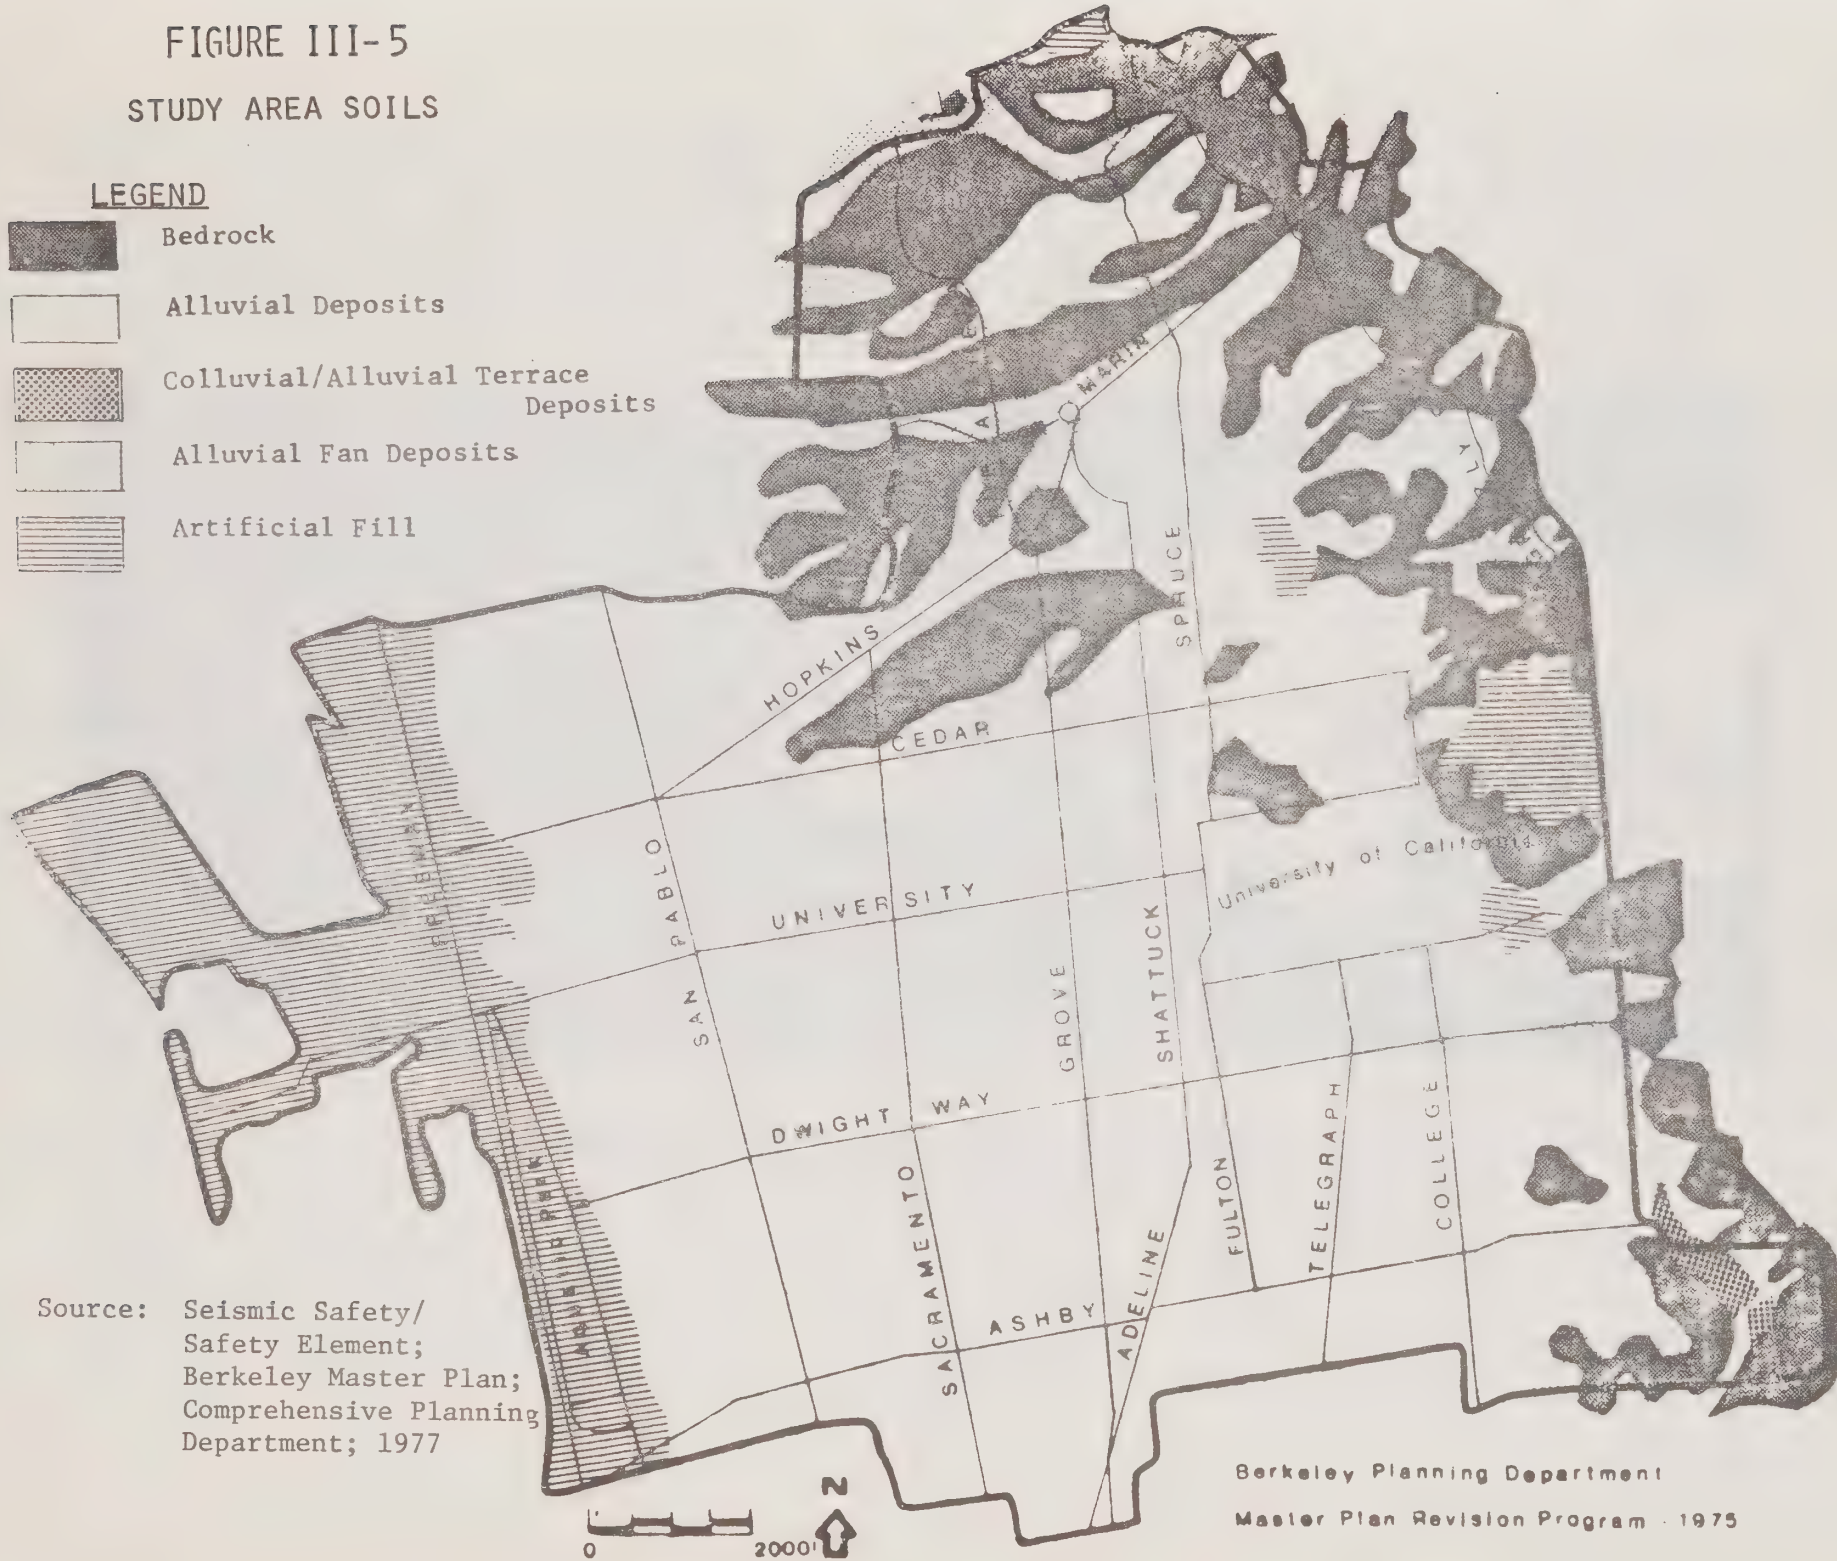 FIGURE III-5
STUDY AREA SOILS
LEGEND
Bedrock
Alluvial Deposits
Colluvial/Alluvial Terrace
Deposits
Alluvial Fan Deposits
Artificial Fill
MARIN
SPRUCE
HOPKINS
CEDAR
FREEWAY
SAN PABLO
UNIVERSITY
University of California
GROVE
SHATTUCK
DWIGHT WAY
SACRAMENTO
FULTON
TELEGRAPH
COLLEGE
ADELINE
ASHBY
Source: Seismic Safety/
Safety Element;
Berkeley Master Plan;
Comprehensive Planning
Department; 1977
N
0 2000'
Berkeley Planning Department
Master Plan Revision Program - 1975